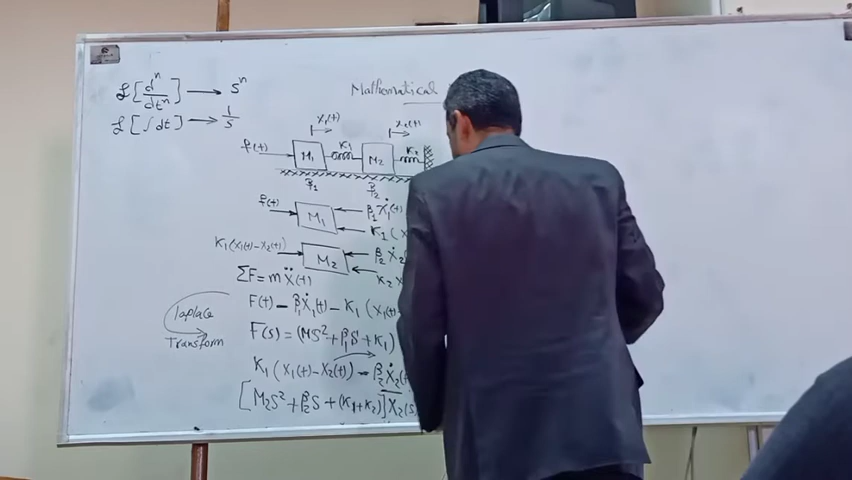 ℒ[dⁿ/dtⁿ] → Sⁿ
ℒ[∫dt] → 1/S
Mathematical
X₁(t) X₂(t)
f(t) M₁ K₁ M₂ K₂
β₁ β₂
f(t) M₁ β₁Ẋ₁(t)
K₁(X
K₁(X₁(t)-X₂(t)) M₂ β₂Ẋ₂
K₂X
ΣF=mẌ(t)
Laplace
Transform
F(t) - β₁Ẋ₁(t) - K₁(X₁(t)
F(s) = (MS²+β₁S+K₁)
K₁(X₁(t)-X₂(t)) - β₂Ẋ₂(t
[M₂S²+β₂S+(K₁+K₂)]X₂(s)